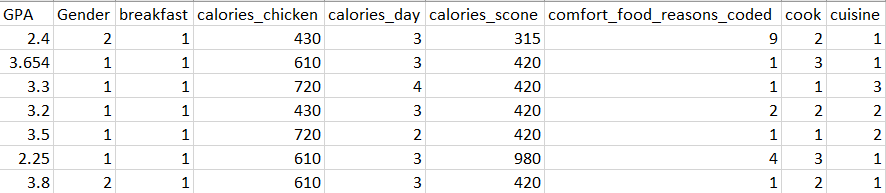 GPA Gender breakfast calories_chicken calories_day calories_scone comfort_food_reasons_coded cook cuisine
2.4 2 1 430 3 315 9 2 1
3.654 1 1 610 3 420 1 3 1
3.3 1 1 720 4 420 1 1 3
3.2 1 1 430 3 420 2 2 2
3.5 1 1 720 2 420 1 1 2
2.25 1 1 610 3 980 4 3 1
3.8 2 1 610 3 420 1 2 1